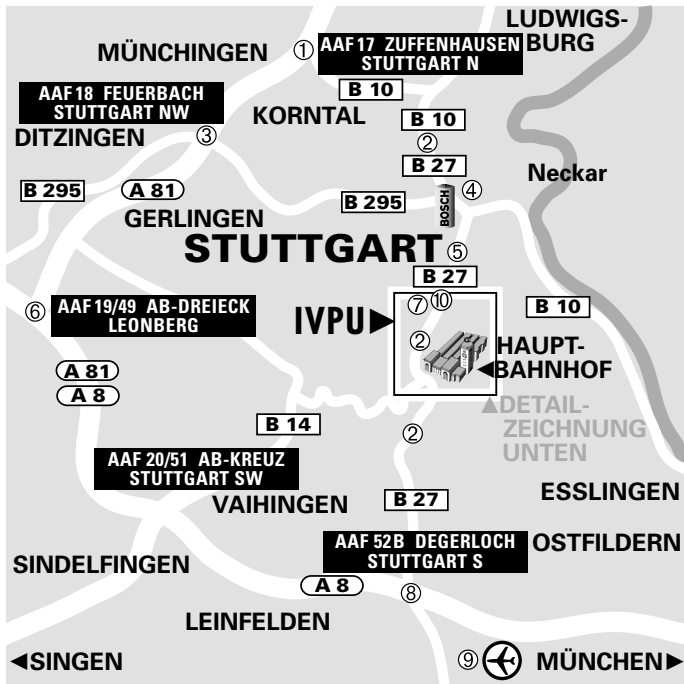 LUDWIGS-
BURG
MÜNCHINGEN
① AAF 17 ZUFFENHAUSEN
STUTTGART N
AAF 18 FEUERBACH
STUTTGART NW
B 10
KORNTAL
B 10
DITZINGEN
③
②
B 27
Neckar
B 295
A 81
④
B 295
BOSCH
GERLINGEN
STUTTGART
⑤
B 27
⑥ AAF 19/49 AB-DREIECK
LEONBERG
⑦ ⑩
B 10
IVPU▶
②
HAUPT-
◀BAHNHOF
A 81
A 8
▲DETAIL-
ZEICHNUNG
UNTEN
B 14
②
AAF 20/51 AB-KREUZ
STUTTGART SW
ESSLINGEN
VAIHINGEN
B 27
AAF 52B DEGERLOCH
STUTTGART S
OSTFILDERN
SINDELFINGEN
A 8
⑧
LEINFELDEN
◀SINGEN
⑨
MÜNCHEN▶